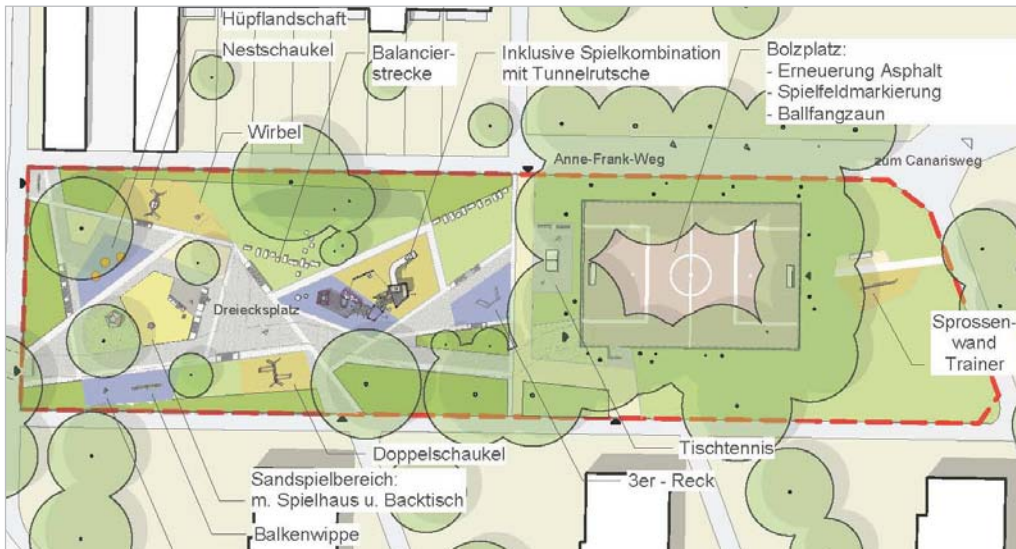 Hüpflandschaft
Nestschaukel
Balancier-
strecke
Inklusive Spielkombination
mit Tunnelrutsche
Bolzplatz:
- Erneuerung Asphalt
- Spielfeldmarkierung
- Ballfangzaun
Wirbel
Anne-Frank-Weg
zum Canarisweg
Dreiecksplatz
Sprossen-
wand
Trainer
Doppelschaukel
Tischtennis
Sandspielbereich:
m. Spielhaus u. Backtisch
3er - Reck
Balkenwippe